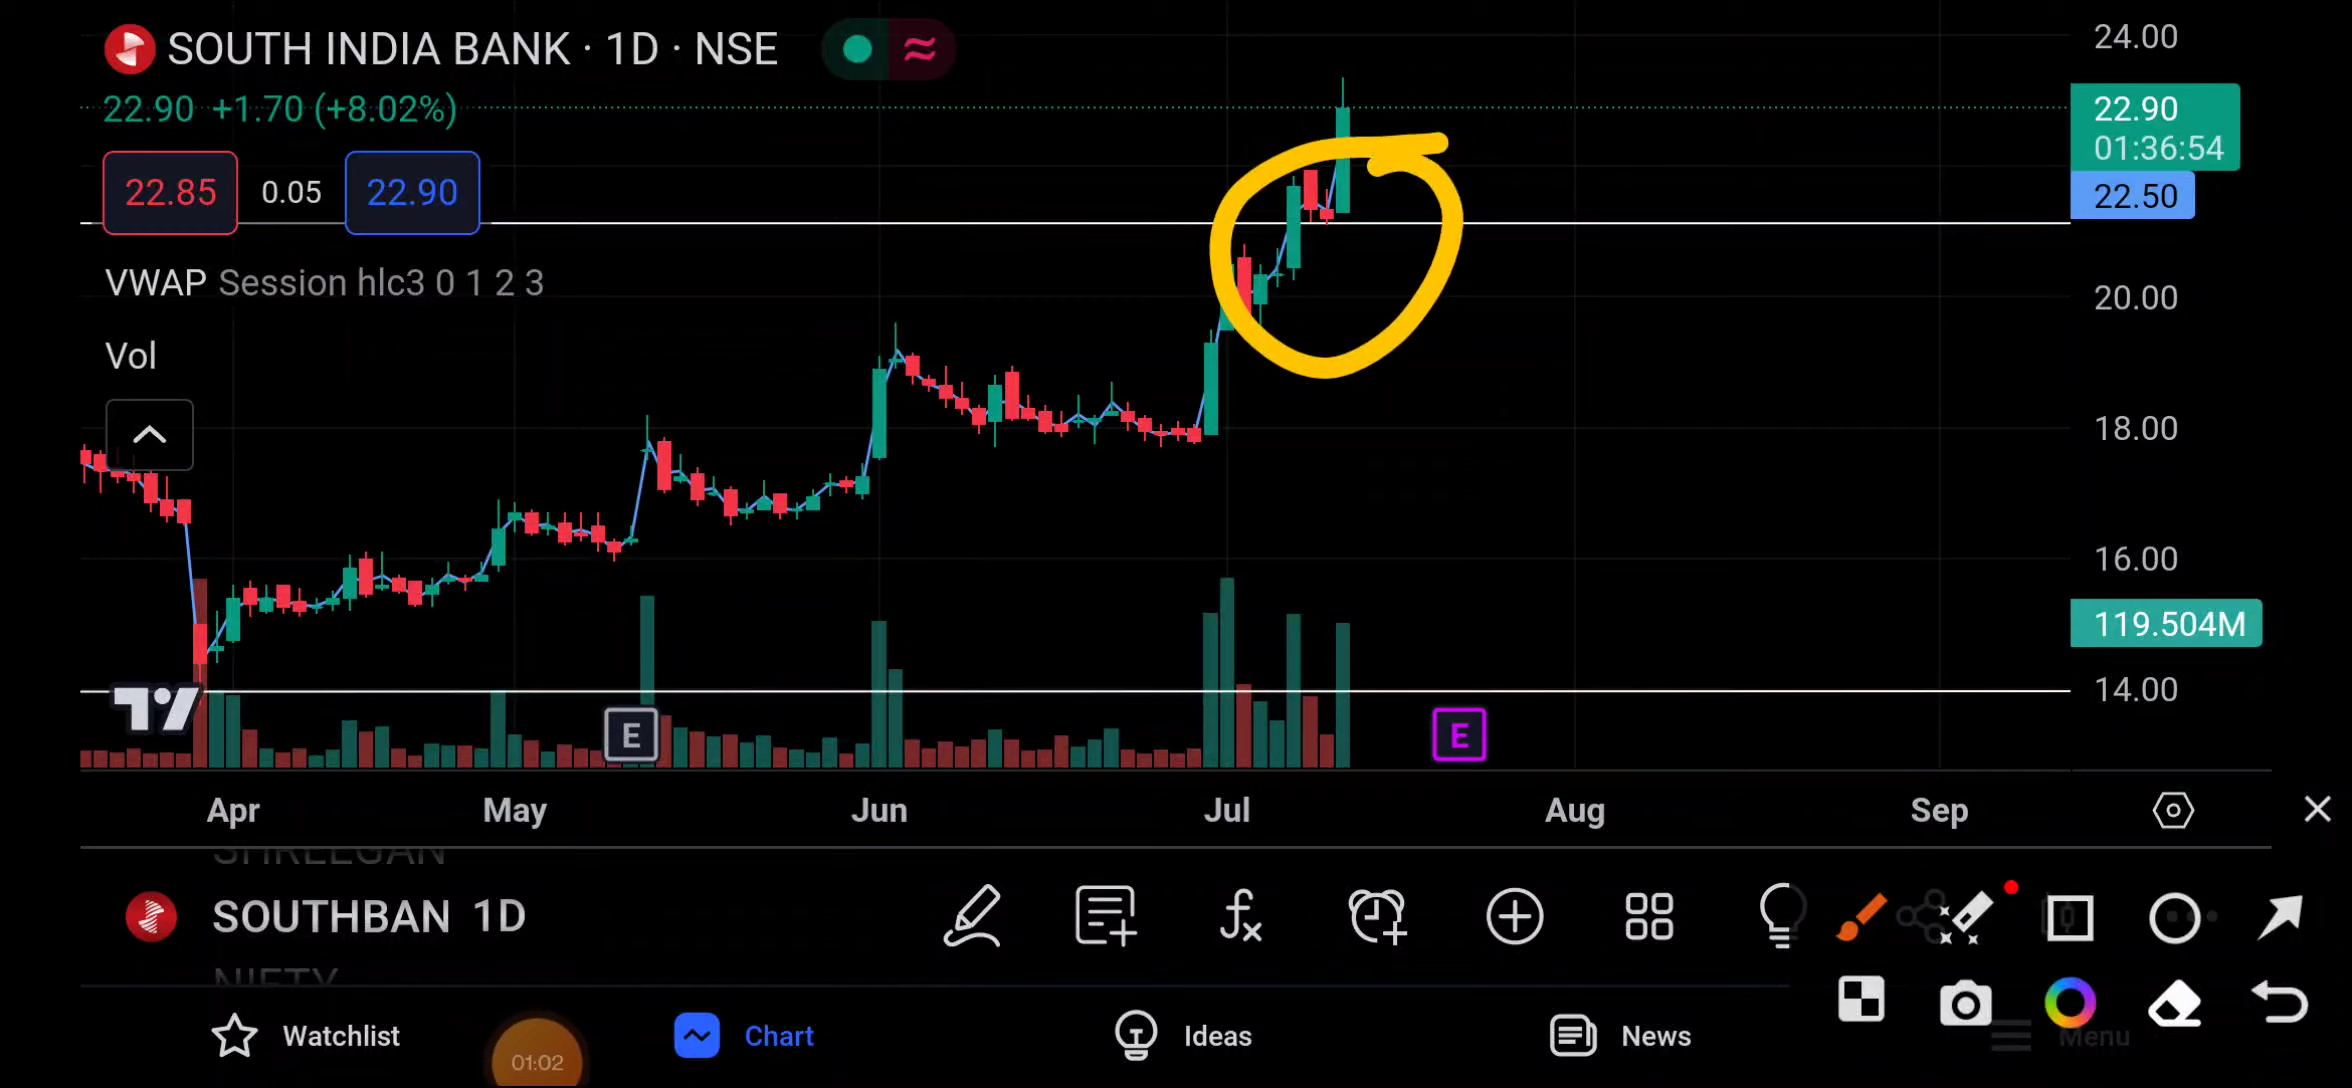 SOUTH INDIA BANK · 1D · NSE
24.00
22.90 +1.70 (+8.02%)
22.90
01:36:54
22.85 0.05 22.90
22.50
VWAP Session hlc3 0 1 2 3
20.00
Vol
18.00
16.00
119.504M
14.00
E E
Apr May Jun Jul Aug Sep
SHREEGAN
SOUTHBAN 1D
NIFTY
Watchlist Chart Ideas News Menu
01:02